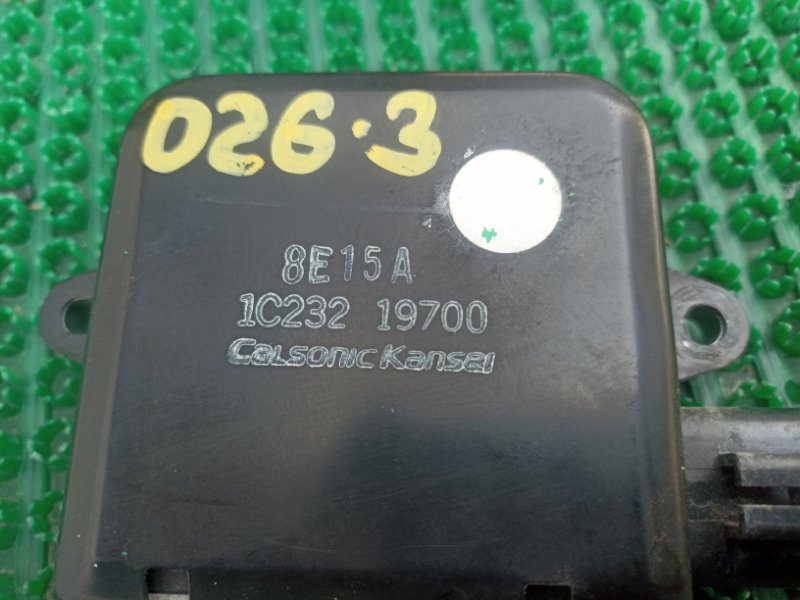 026·3
8E15A
1C232 19700
Calsonic Kansei